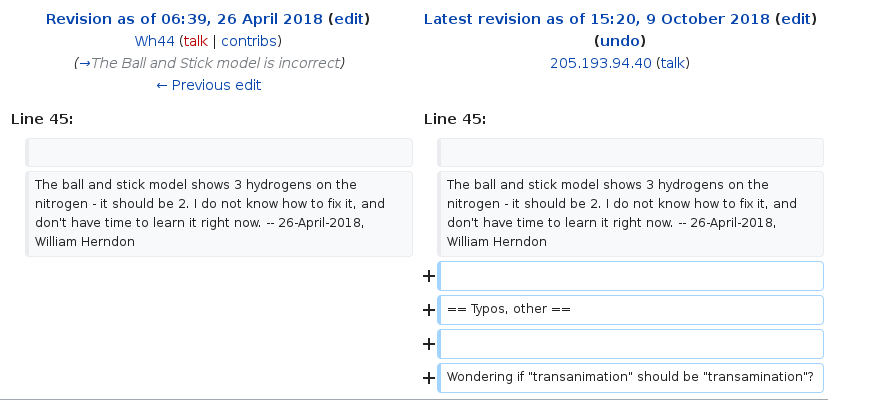 Revision as of 06:39, 26 April 2018 (edit)
Wh44 (talk | contribs)
(→The Ball and Stick model is incorrect)
← Previous edit
Latest revision as of 15:20, 9 October 2018 (edit)
(undo)
205.193.94.40 (talk)
Line 45:
Line 45:
The ball and stick model shows 3 hydrogens on the
nitrogen - it should be 2. I do not know how to fix it, and
don't have time to learn it right now. -- 26-April-2018,
William Herndon
The ball and stick model shows 3 hydrogens on the
nitrogen - it should be 2. I do not know how to fix it, and
don't have time to learn it right now. -- 26-April-2018,
William Herndon
+
+ == Typos, other ==
+
+ Wondering if "transanimation" should be "transamination"?